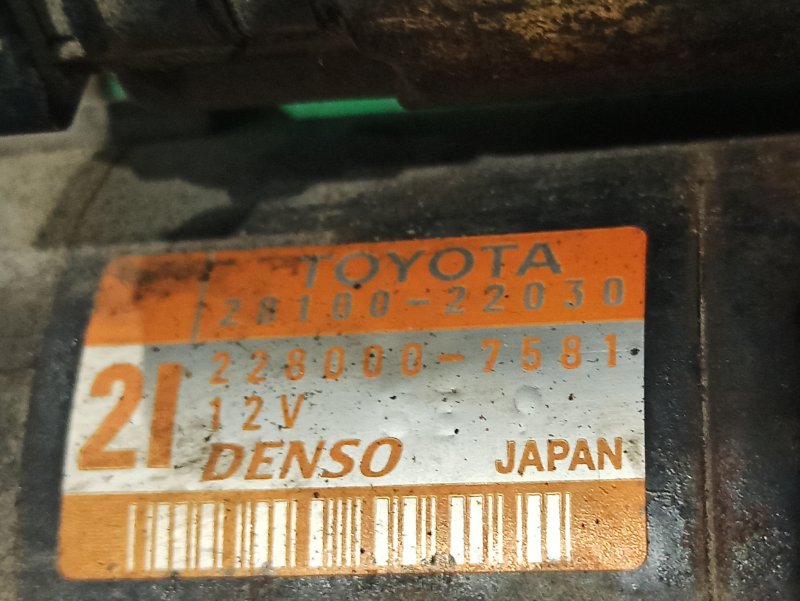 TOYOTA
28100-22030
228000-7581
21 12V
DENSO JAPAN